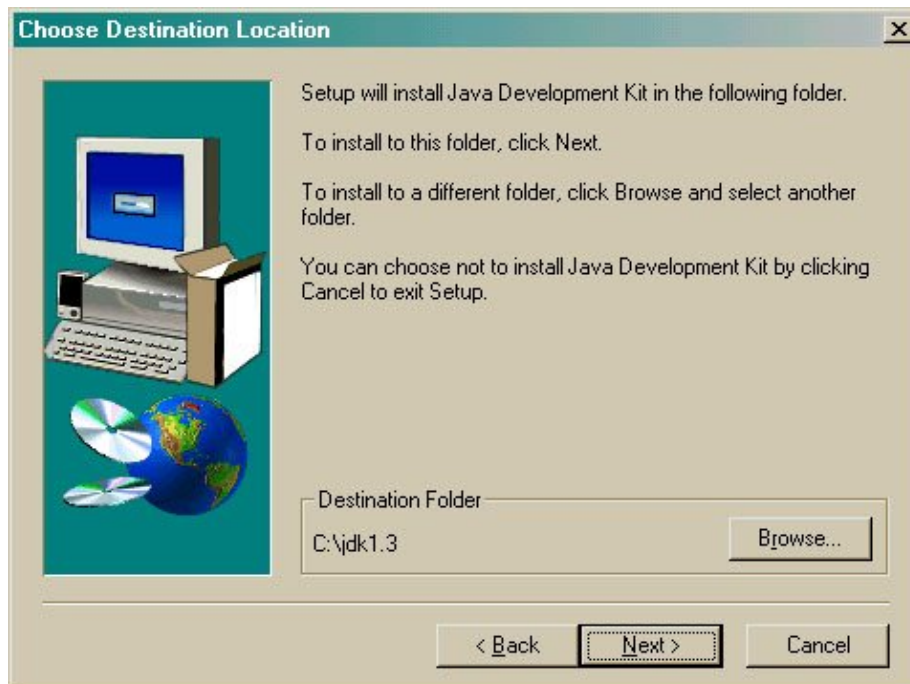 Choose Destination Location
Setup will install Java Development Kit in the following folder.
To install to this folder, click Next.
To install to a different folder, click Browse and select another
folder.
You can choose not to install Java Development Kit by clicking
Cancel to exit Setup.
Destination Folder
C:\jdk1.3
Browse...
< Back
Next >
Cancel